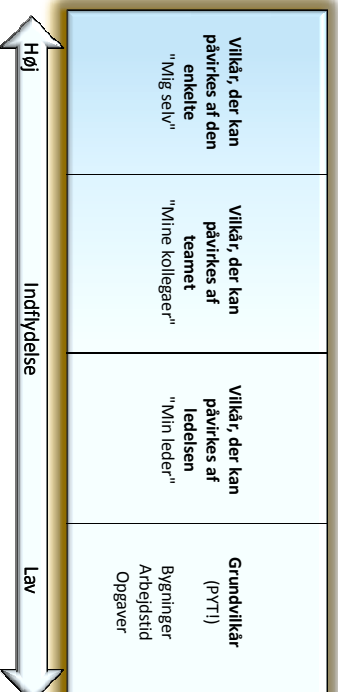 Vilkår, der kan
påvirkes af den
enkelte
"Mig selv"
Vilkår, der kan
påvirkes af
teamet
"Mine kollegaer"
Vilkår, der kan
påvirkes af
ledelsen
"Min leder"
Grundvilkår
(PYT!)
Bygninger
Arbejdstid
Opgaver
Høj
Indflydelse
Lav